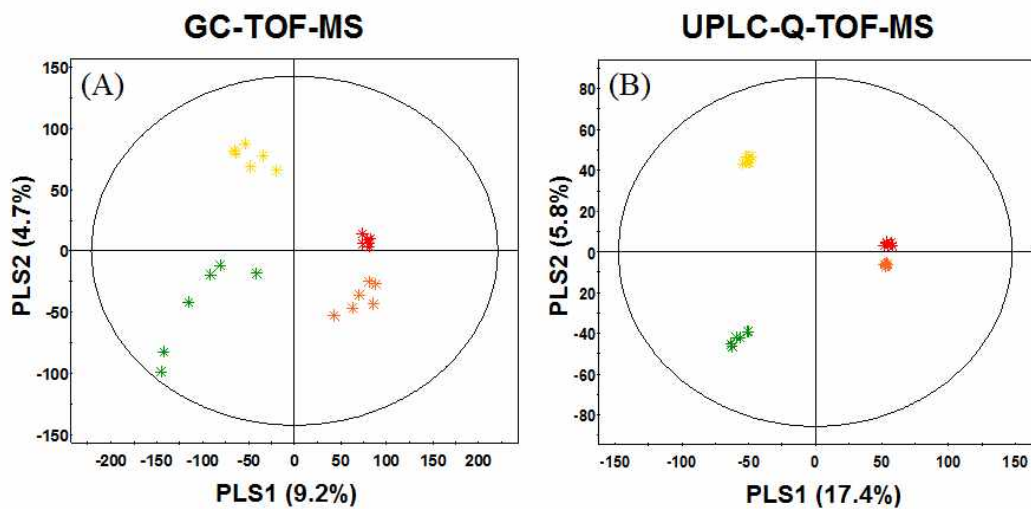 GC-TOF-MS
(A)
150
100
50
0
-50
-100
-150
PLS2 (4.7%)
-200 -150 -100 -50 0 50 100 150 200
PLS1 (9.2%)
UPLC-Q-TOF-MS
(B)
80
60
40
20
0
-20
-40
-60
-80
PLS2 (5.8%)
-150 -100 -50 0 50 100 150
PLS1 (17.4%)